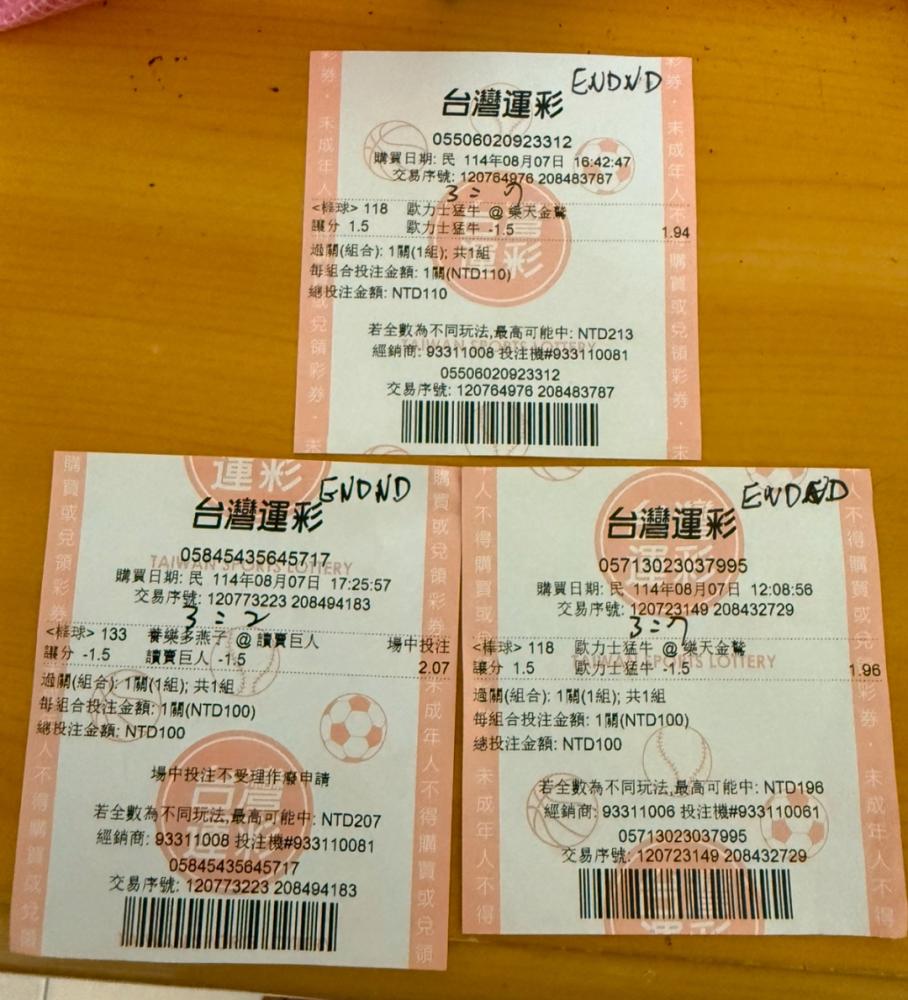 ENDND
台灣運彩
05506020923312
購買日期: 民 114年08月07日 16:42:47
交易序號: 120764976 208483787
<棒球> 118 歐力士猛牛 @ 樂天金鷲
讓分 1.5 歐力士猛牛 -1.5 1.94
過關(組合): 1關(1組); 共1組
每組合投注金額: 1關(NTD110)
總投注金額: NTD110
若全數為不同玩法,最高可能中: NTD213
TAIWAN SPORTS LOTTERY
經銷商: 93311008 投注機#933110081
05506020923312
交易序號: 120764976 208483787
ENDND
台灣運彩
05845435645717
TAIWAN SPORTS LOTTERY
購買日期: 民 114年08月07日 17:25:57
交易序號: 120773223 208494183
<棒球> 133 養樂多燕子 @ 讀賣巨人 場中投注
讓分 -1.5 讀賣巨人 -1.5 2.07
過關(組合): 1關(1組); 共1組
每組合投注金額: 1關(NTD100)
總投注金額: NTD100
場中投注不受理作廢申請
若全數為不同玩法,最高可能中: NTD207
經銷商: 93311008 投注機#933110081
05845435645717
交易序號: 120773223 208494183
台灣運彩
05713023037995
購買日期: 民 114年08月07日 12:08:56
交易序號: 120723149 208432729
<棒球> 118 歐力士猛牛 @ 樂天金鷲
TAIWAN SPORTS LOTTERY
讓分 1.5 歐力士猛牛 -1.5 1.96
過關(組合): 1關(1組); 共1組
每組合投注金額: 1關(NTD100)
總投注金額: NTD100
若全數為不同玩法,最高可能中: NTD196
經銷商: 93311006 投注機#933110061
05713023037995
交易序號: 120723149 208432729